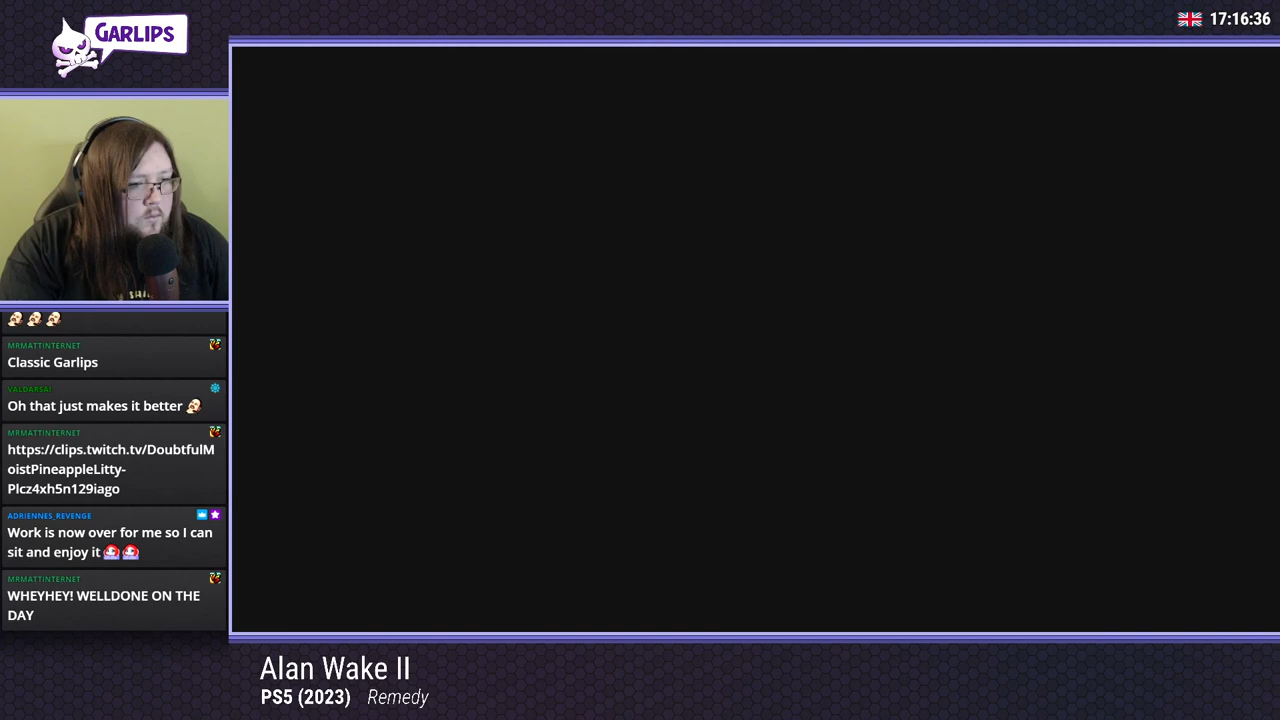 GARLIPS
17:16:36
MRMATTINTERNET
Classic Garlips
VALDARSAI
Oh that just makes it better
MRMATTINTERNET
https://clips.twitch.tv/DoubtfulM
oistPineappleLitty-
Plcz4xh5n129iago
ADRIENNES_REVENGE
Work is now over for me so I can
sit and enjoy it
MRMATTINTERNET
WHEYHEY! WELLDONE ON THE
DAY
Alan Wake II
PS5 (2023) Remedy